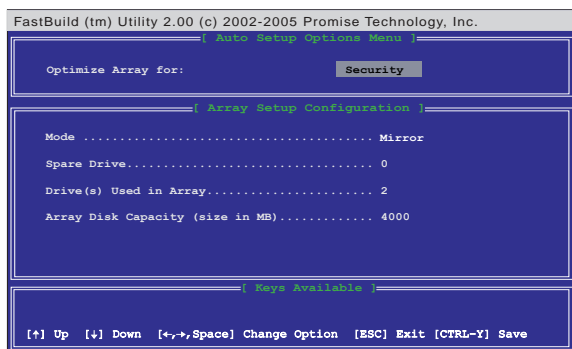 FastBuild (tm) Utility 2.00 (c) 2002-2005 Promise Technology, Inc.
[ Auto Setup Options Menu ]
Optimize Array for: Security
[ Array Setup Configuration ]
Mode ........................................ Mirror
Spare Drive.................................. 0
Drive(s) Used in Array....................... 2
Array Disk Capacity (size in MB)............. 4000
[ Keys Available ]
[↑] Up [↓] Down [←,→,Space] Change Option [ESC] Exit [CTRL-Y] Save